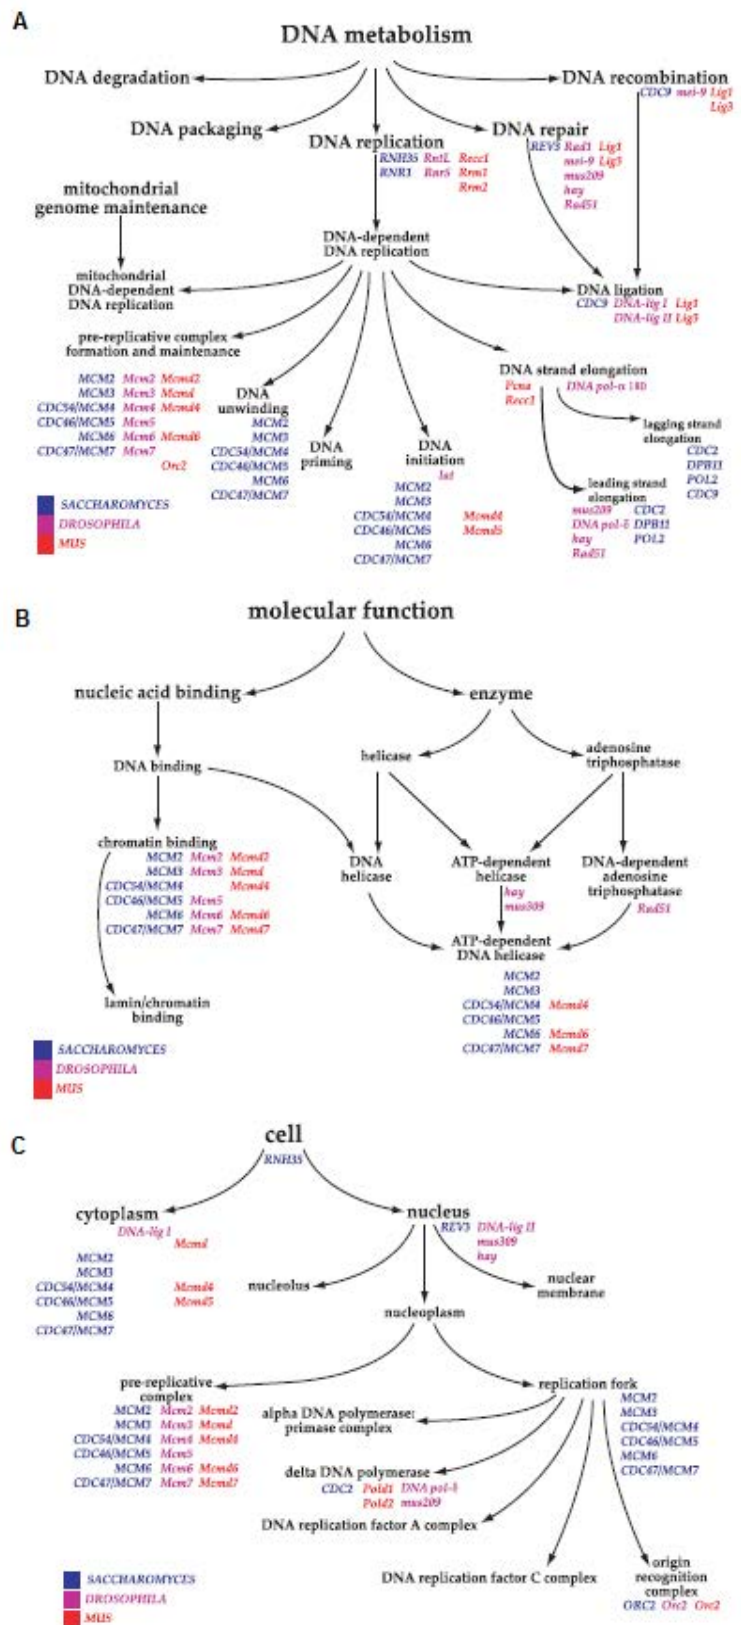 A
DNA metabolism
DNA degradation
DNA recombination
CDC9 mei-9 Lig1
Lig3
DNA packaging
DNA repair
REV3 Rad1 Lig1
mei-9 Lig3
mus209
hay
Rad51
DNA replication
RNH35 RnrL Recc1
RNR1 RnrS Rrm1
Rrm2
mitochondrial
genome maintenance
DNA-dependent
DNA replication
mitochondrial
DNA-dependent
DNA replication
DNA ligation
CDC9 DNA-lig I Lig1
DNA-lig II Lig3
pre-replicative complex
formation and maintenance
MCM2 Mcm2 Mcmd2
MCM3 Mcm3 Mcmd
CDC54/MCM4 Mcm4 Mcmd4
CDC46/MCM5 Mcm5
MCM6 Mcm6 Mcmd6
CDC47/MCM7 Mcm7
Orc2
DNA
unwinding
MCM2
MCM3
CDC54/MCM4
CDC46/MCM5
MCM6
CDC47/MCM7
DNA
priming
DNA
initiation
lat
MCM2
MCM3
CDC54/MCM4 Mcmd4
CDC46/MCM5 Mcmd5
MCM6
CDC47/MCM7
DNA strand elongation
Pcna DNA pol-α 180
Recc1
lagging strand
elongation
CDC2
DPB11
POL2
CDC9
leading strand
elongation
mus209 CDC2
DNA pol-δ DPB11
hay POL2
Rad51
SACCHAROMYCES
DROSOPHILA
MUS
B
molecular function
nucleic acid binding
enzyme
DNA binding
helicase
adenosine
triphosphatase
chromatin binding
MCM2 Mcm2 Mcmd2
MCM3 Mcm3 Mcmd
CDC54/MCM4 Mcmd4
CDC46/MCM5 Mcm5
MCM6 Mcm6 Mcmd6
CDC47/MCM7 Mcm7 Mcmd7
DNA
helicase
ATP-dependent
helicase
hay
mus309
DNA-dependent
adenosine
triphosphatase
Rad51
ATP-dependent
DNA helicase
MCM2
MCM3
CDC54/MCM4 Mcmd4
CDC46/MCM5
MCM6 Mcmd6
CDC47/MCM7 Mcmd7
lamin/chromatin
binding
SACCHAROMYCES
DROSOPHILA
MUS
C
cell
RNH35
cytoplasm
DNA-lig I
Mcmd
MCM2
MCM3
CDC54/MCM4 Mcmd4
CDC46/MCM5 Mcmd5
MCM6
CDC47/MCM7
nucleus
REV3 DNA-lig II
mus309
hay
nucleolus
nuclear
membrane
nucleoplasm
pre-replicative
complex
MCM2 Mcm2 Mcmd2
MCM3 Mcm3 Mcmd
CDC54/MCM4 Mcm4 Mcmd4
CDC46/MCM5 Mcm5
MCM6 Mcm6 Mcmd6
CDC47/MCM7 Mcm7 Mcmd7
replication fork
MCM2
MCM3
CDC54/MCM4
CDC46/MCM5
MCM6
CDC47/MCM7
alpha DNA polymerase:
primase complex
delta DNA polymerase
CDC2 Pold1 DNA pol-δ
Pold2 mus209
DNA replication factor A complex
DNA replication factor C complex
origin
recognition
complex
ORC2 Orc2 Orc2
SACCHAROMYCES
DROSOPHILA
MUS